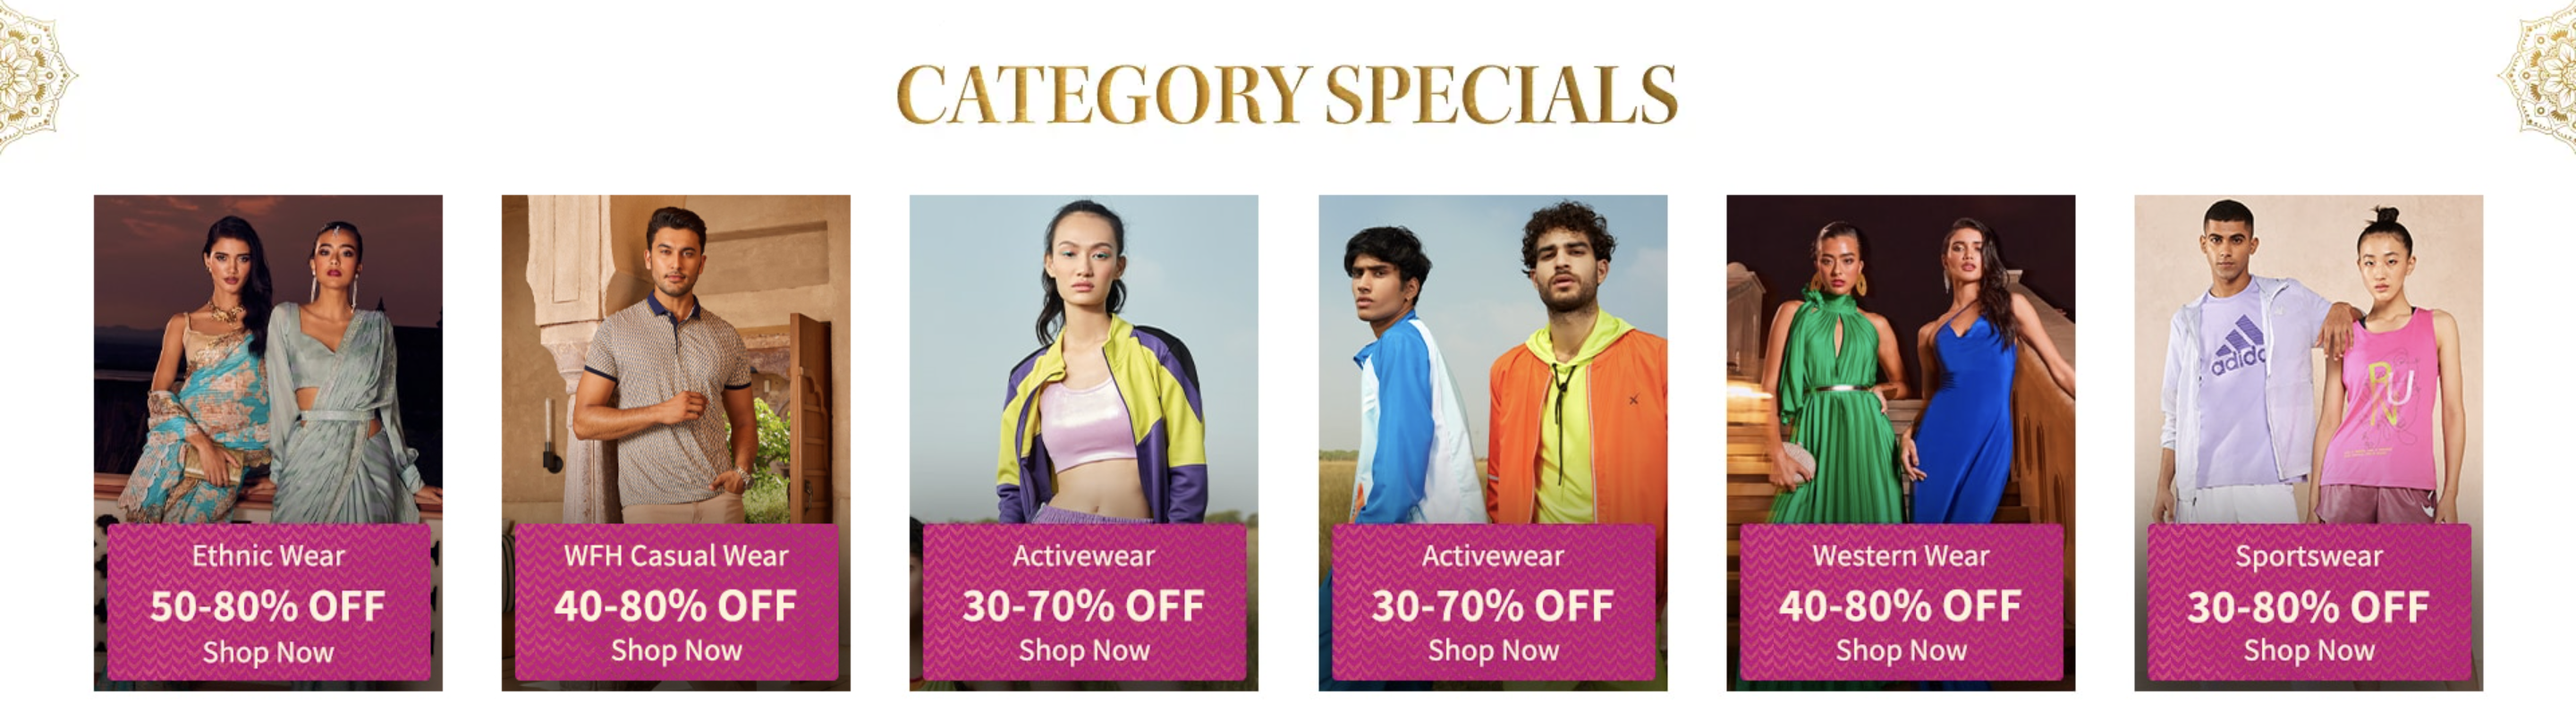 CATEGORY SPECIALS
Ethnic Wear
50-80% OFF
Shop Now
WFH Casual Wear
40-80% OFF
Shop Now
Activewear
30-70% OFF
Shop Now
Activewear
30-70% OFF
Shop Now
Western Wear
40-80% OFF
Shop Now
adidas
RUN
Sportswear
30-80% OFF
Shop Now